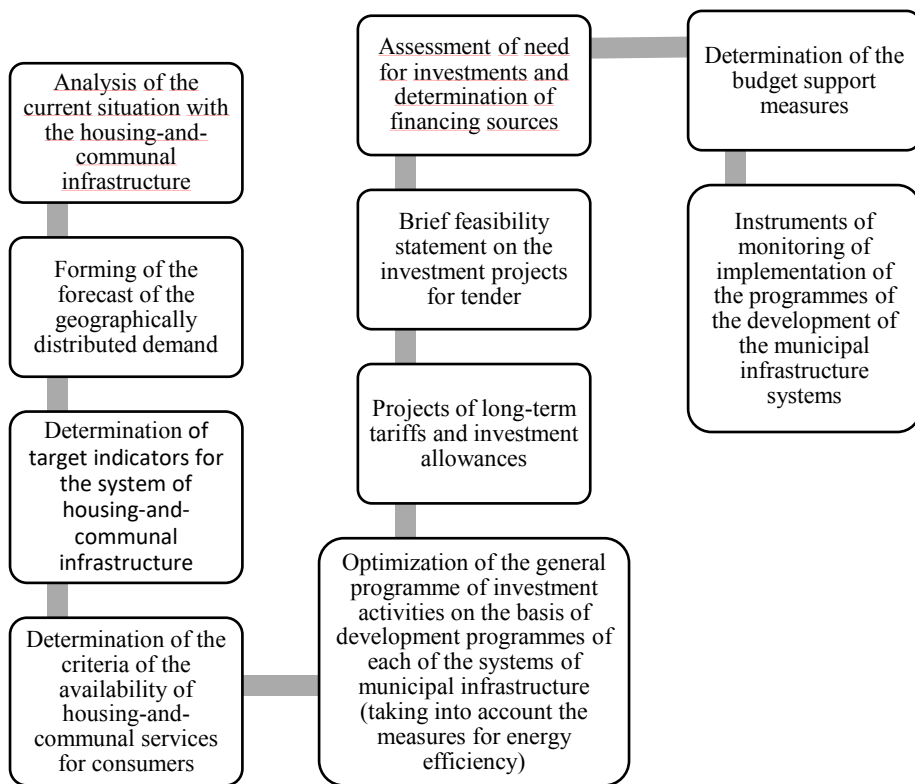 Analysis of the
current situation with
the housing-and-
communal
infrastructure
Forming of the
forecast of the
geographically
distributed demand
Determination of
target indicators for
the system of
housing-and-
communal
infrastructure
Determination of the
criteria of the
availability of
housing-and-
communal services
for consumers
Optimization of the general
programme of investment
activities on the basis of
development programmes of
each of the systems of
municipal infrastructure
(taking into account the
measures for energy
efficiency)
Projects of long-term
tariffs and investment
allowances
Brief feasibility
statement on the
investment projects
for tender
Assessment of need
for investments and
determination of
financing sources
Determination of the
budget support
measures
Instruments of
monitoring of
implementation of
the programmes of
the development of
the municipal
infrastructure
systems